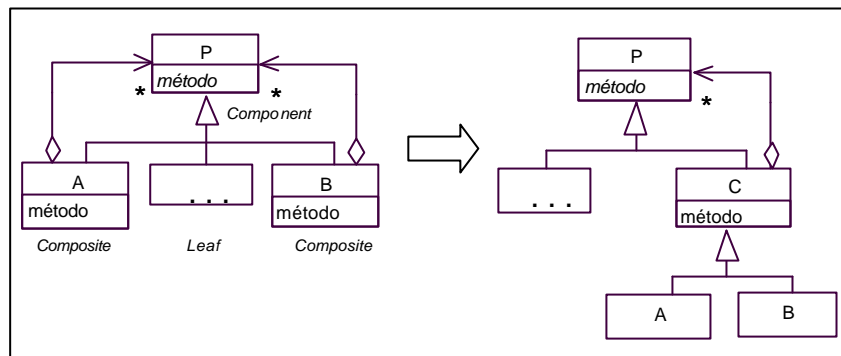 P
método
*
*
Component
A
método
Composite
. . .
Leaf
B
método
Composite
P
método
*
. . .
C
método
A
B